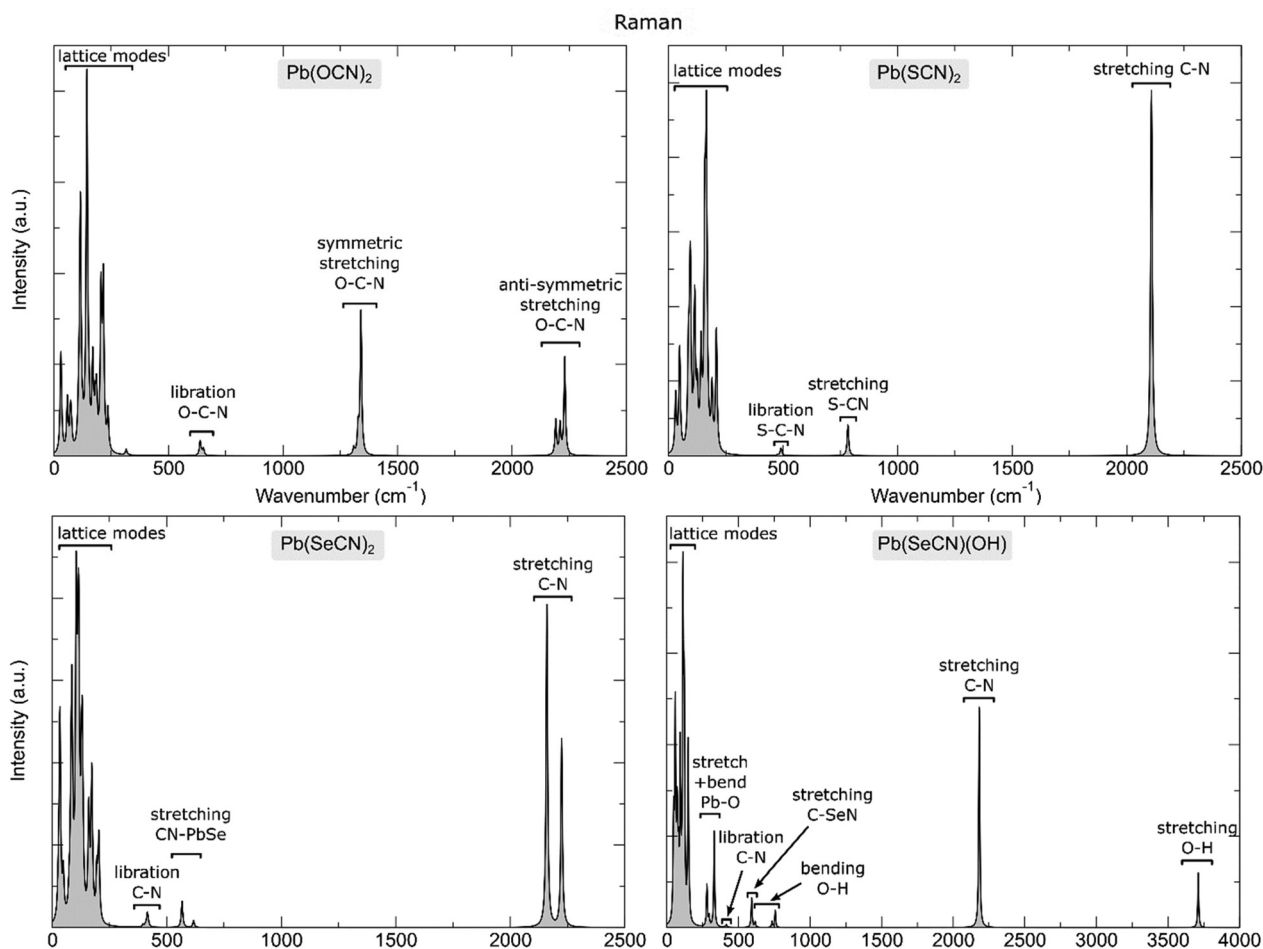 Raman
lattice modes
Pb(OCN)₂
symmetric
stretching
O-C-N
anti-symmetric
stretching
O-C-N
libration
O-C-N
Intensity (a.u.)
0 500 1000 1500 2000 2500
Wavenumber (cm⁻¹)
lattice modes
Pb(SCN)₂
stretching C-N
stretching
S-CN
libration
S-C-N
0 500 1000 1500 2000 2500
Wavenumber (cm⁻¹)
lattice modes
Pb(SeCN)₂
stretching
C-N
stretching
CN-PbSe
libration
C-N
Intensity (a.u.)
0 500 1000 1500 2000 2500
lattice modes
Pb(SeCN)(OH)
stretching
C-N
stretch
+bend
Pb-O
stretching
C-SeN
libration
C-N
bending
O-H
stretching
O-H
0 500 1000 1500 2000 2500 3000 3500 400